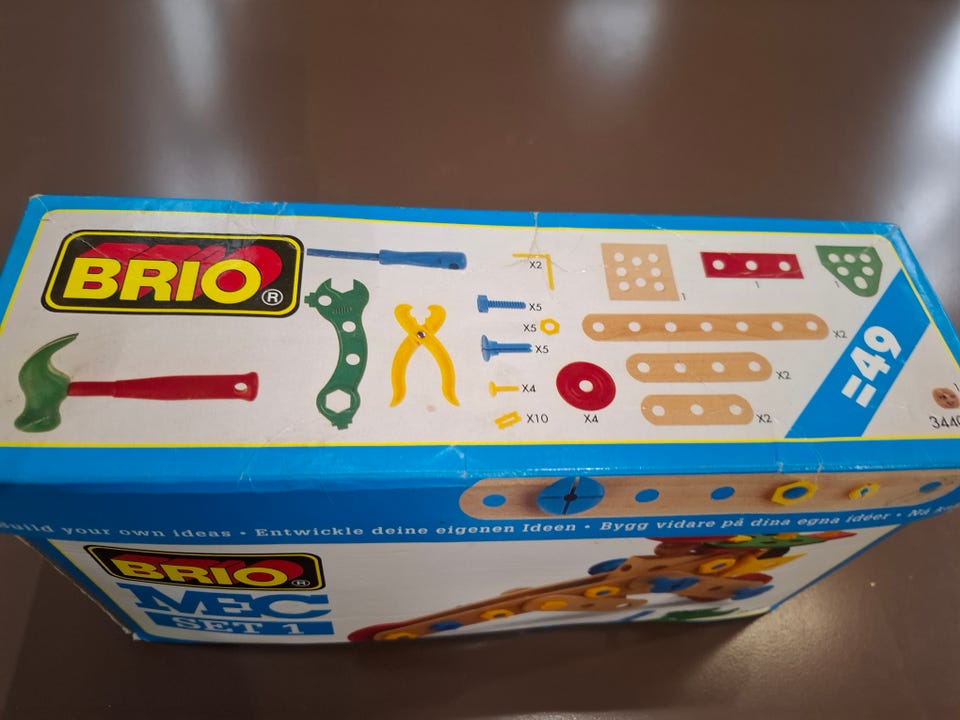 BRIO®
X2
X5
X5
X5
X4
X10
X4
1
1
1
X2
X2
X2
=49
1
your own ideas • Entwickle deine eigenen Ideen • Bygg vidare på dina egna idéer •
BRIO®
MEC
SET 1